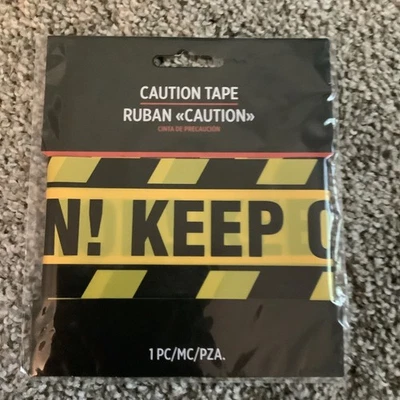 CAUTION TAPE
RUBAN «CAUTION»
CINTA DE PRECAUCIÓN
N! KEEP O
1 PC/MC/PZA.